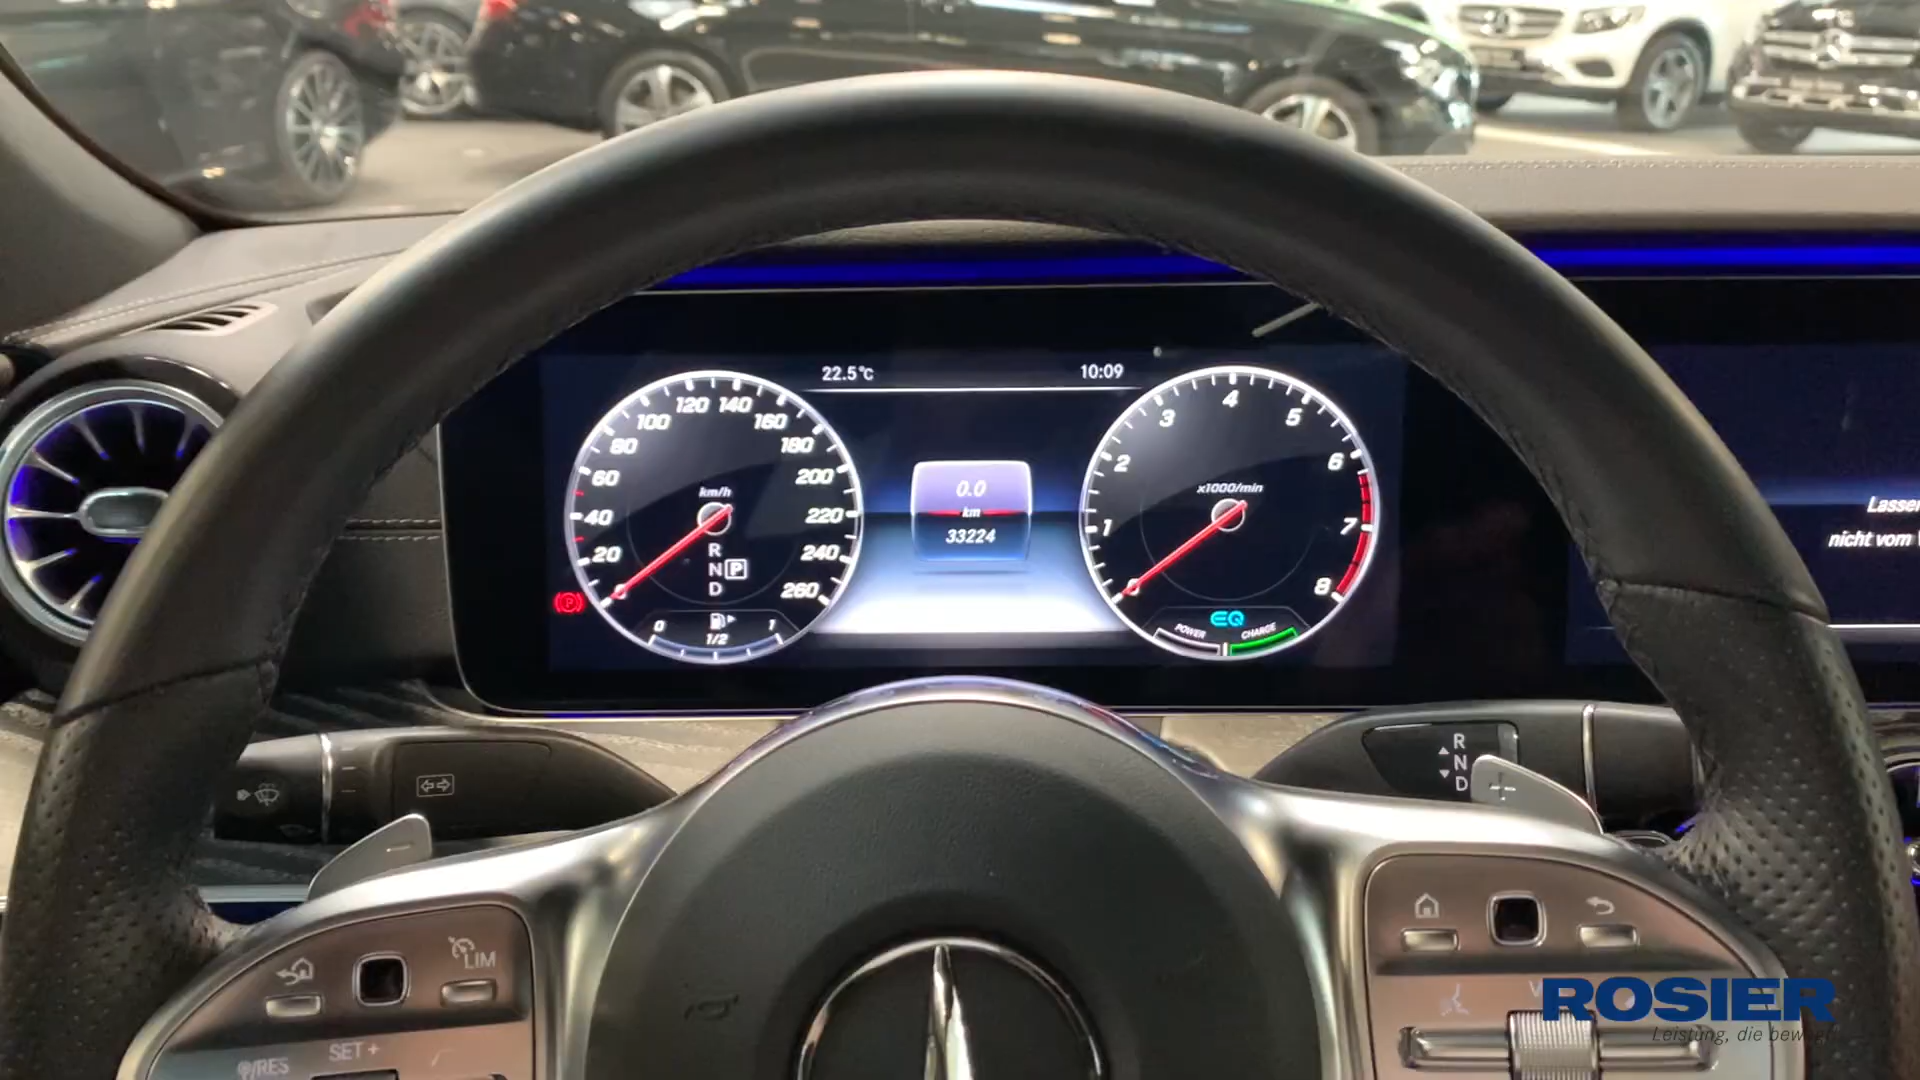 22.5°C
10:09
20
40
60
80
100
120
140
160
180
200
220
240
260
km/h
R
N P
D
0
1/2
1
(P)
0.0
km
33224
1
2
3
4
5
6
7
8
x1000/min
EQ
POWER
CHARGE
nicht vom
R
N
D
+
-
LIM
SET +
/RES
ROSIER
Leistung, die bewegt